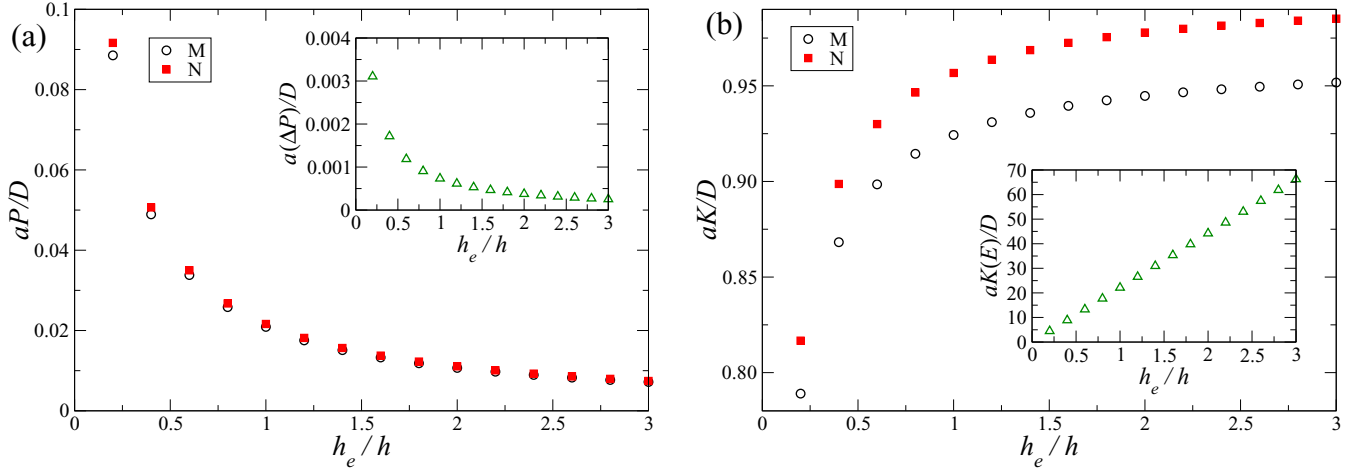 (a)
0.1
0.08
0.06
0.04
0.02
0
aP/D
M
N
0.004
0.003
0.002
0.001
0
a(ΔP)/D
0.5 1 1.5 2 2.5 3
h_e / h
0 0.5 1 1.5 2 2.5 3
h_e / h
(b)
0.95
0.90
0.85
0.80
aK/D
M
N
70
60
50
40
30
20
10
0
aK(E)/D
0 0.5 1 1.5 2 2.5 3
h_e / h
0 0.5 1 1.5 2 2.5 3
h_e / h